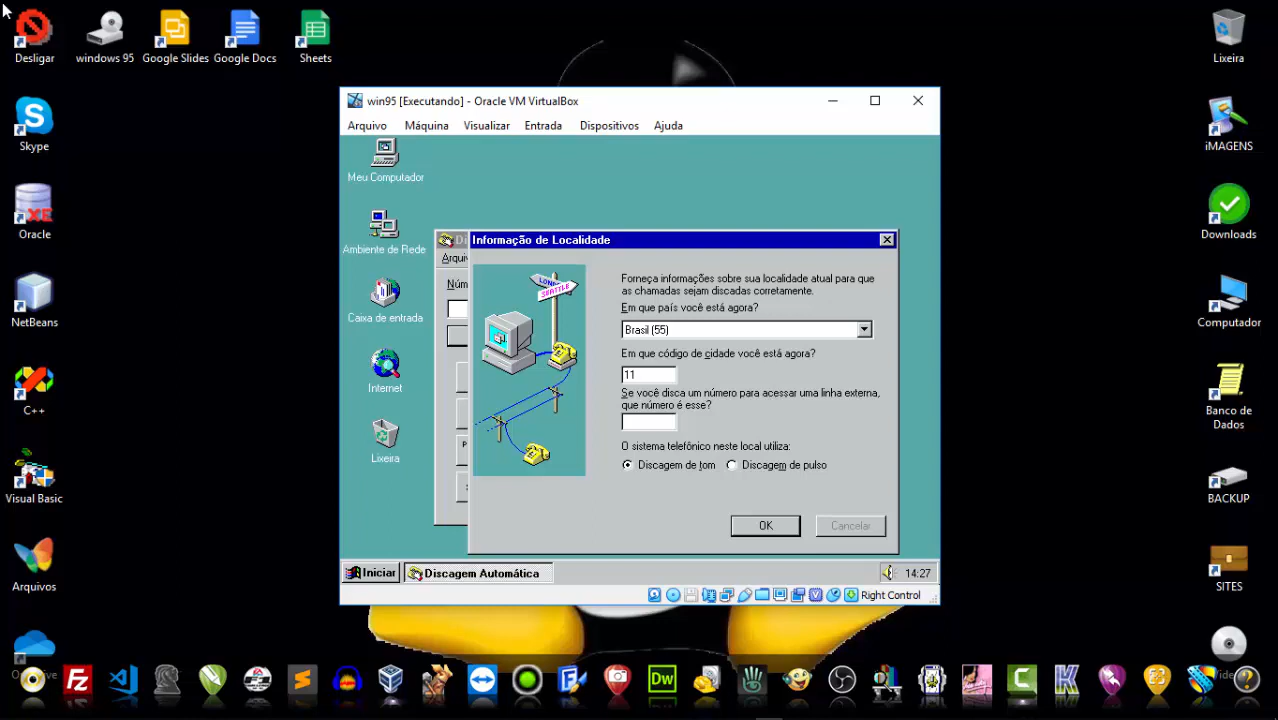 Desligar
windows 95
Google Slides
Google Docs
Sheets
Lixeira
Skype
iMAGENS
Oracle
XE
Downloads
NetBeans
Computador
C++
Banco de
Dados
Visual Basic
BACKUP
Arquivos
SITES
win95 [Executando] - Oracle VM VirtualBox
Arquivo Máquina Visualizar Entrada Dispositivos Ajuda
Meu Computador
Ambiente de Rede
Caixa de entrada
Internet
Lixeira
Informação de Localidade
LONDON
SEATTLE
Forneça informações sobre sua localidade atual para que
as chamadas sejam discadas corretamente.
Em que país você está agora?
Brasil (55)
Em que código de cidade você está agora?
11
Se você disca um número para acessar uma linha externa,
que número é esse?
O sistema telefônico neste local utiliza:
Discagem de tom Discagem de pulso
OK Cancelar
Iniciar Discagem Automática 14:27
Right Control
Fz
Dw